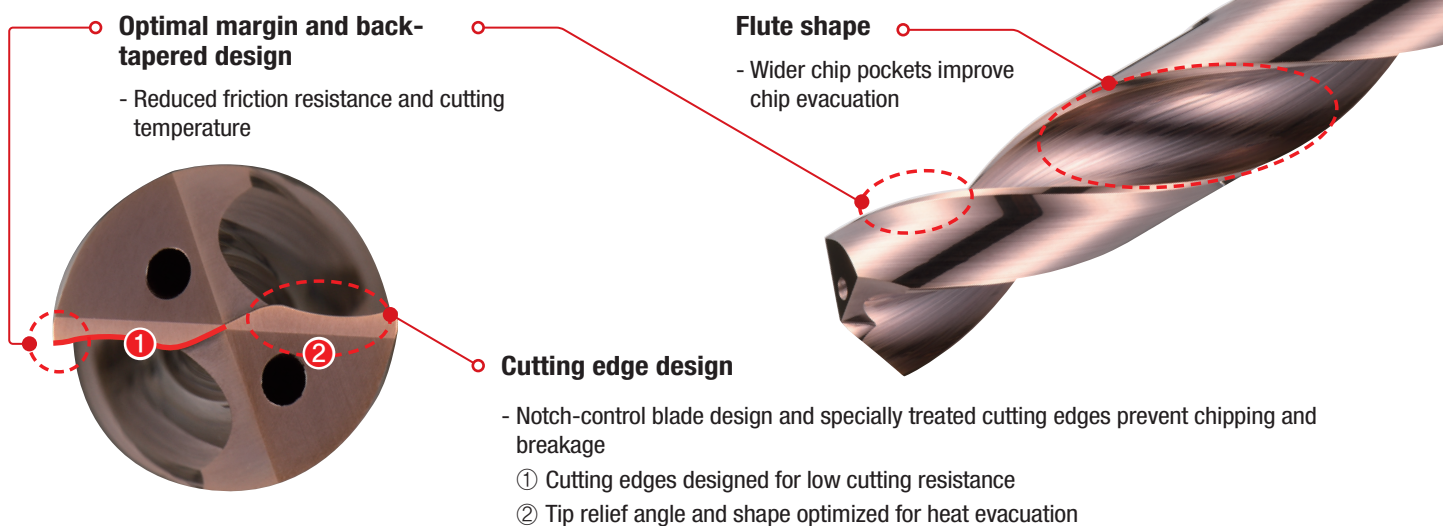 Optimal margin and back-
tapered design
- Reduced friction resistance and cutting
temperature
Flute shape
- Wider chip pockets improve
chip evacuation
1
2
Cutting edge design
- Notch-control blade design and specially treated cutting edges prevent chipping and
breakage
① Cutting edges designed for low cutting resistance
② Tip relief angle and shape optimized for heat evacuation